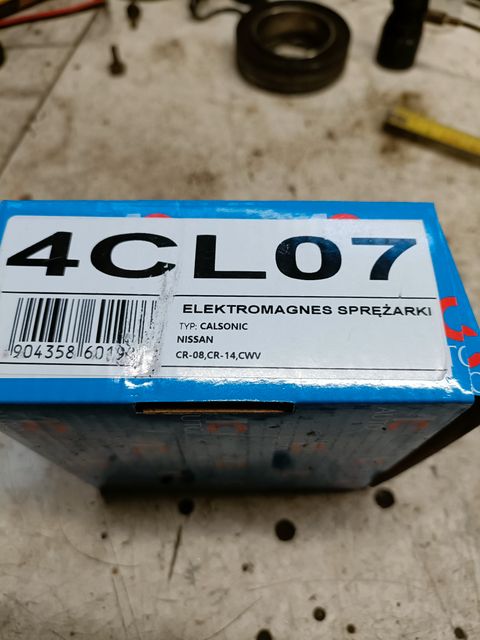 4CL07
ELEKTROMAGNES SPRĘŻARKI
TYP: CALSONIC
NISSAN
CR-08,CR-14,CWV